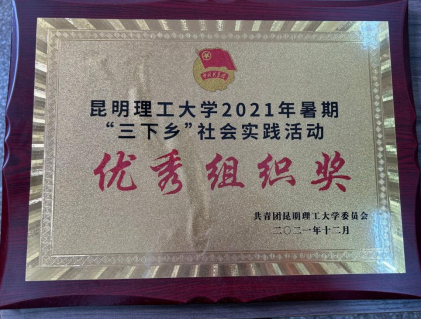 昆明理工大学2021年暑期
“三下乡”社会实践活动
优秀组织奖
共青团昆明理工大学委员会
二〇二一年十二月